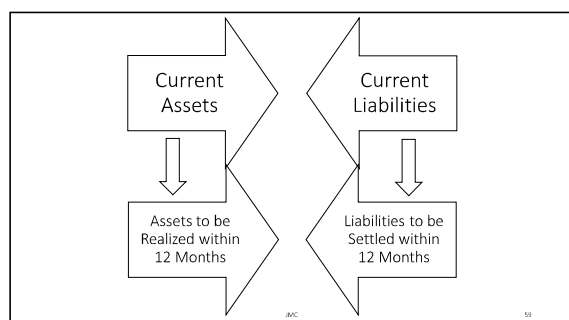 Current
Assets
Current
Liabilities
Assets to be
Realized within
12 Months
Liabilities to be
Settled within
12 Months
JMC
59